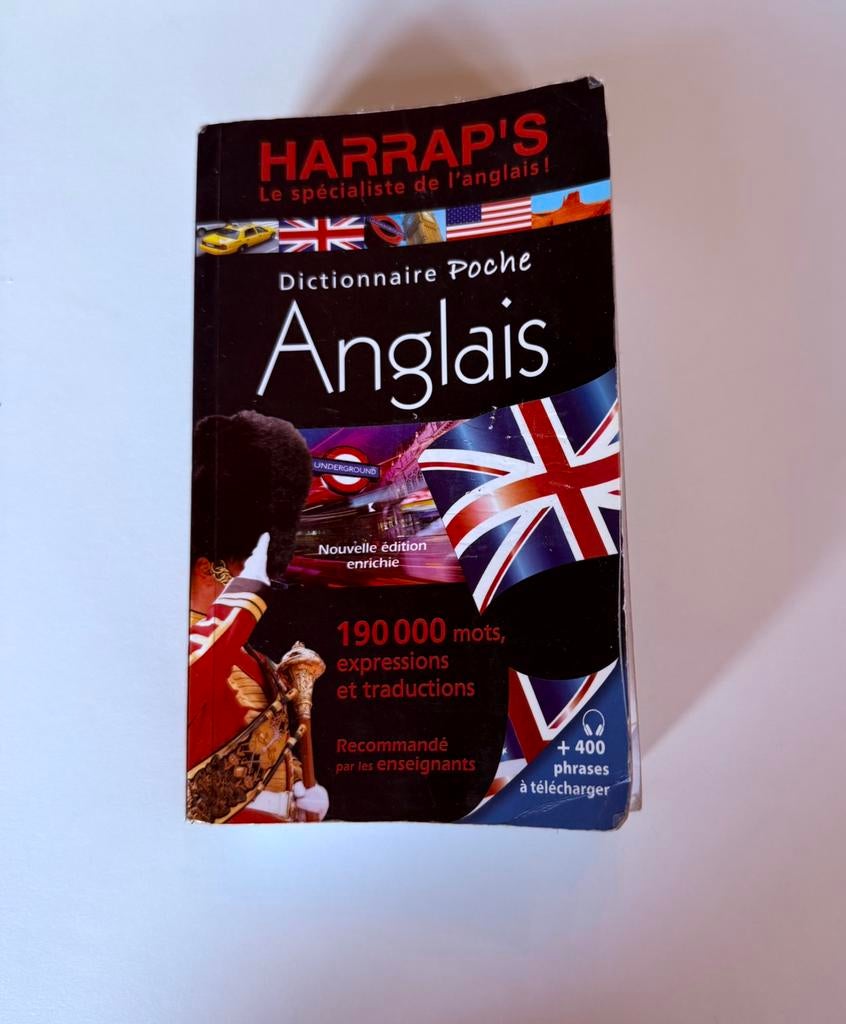 HARRAP'S
Le spécialiste de l'anglais!
Dictionnaire Poche
Anglais
UNDERGROUND
Nouvelle édition
enrichie
190 000 mots,
expressions
et traductions
Recommandé
par les enseignants
+ 400
phrases
à télécharger